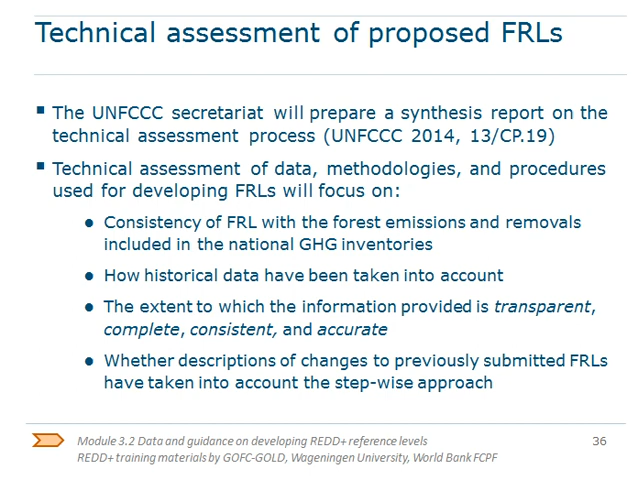 Technical assessment of proposed FRLs
The UNFCCC secretariat will prepare a synthesis report on the
technical assessment process (UNFCCC 2014, 13/CP.19)
Technical assessment of data, methodologies, and procedures
used for developing FRLs will focus on:
Consistency of FRL with the forest emissions and removals
included in the national GHG inventories
How historical data have been taken into account
The extent to which the information provided is transparent,
complete, consistent, and accurate
Whether descriptions of changes to previously submitted FRLs
have taken into account the step-wise approach
Module 3.2 Data and guidance on developing REDD+ reference levels
36
REDD+ training materials by GOFC-GOLD, Wageningen University, World Bank FCPF